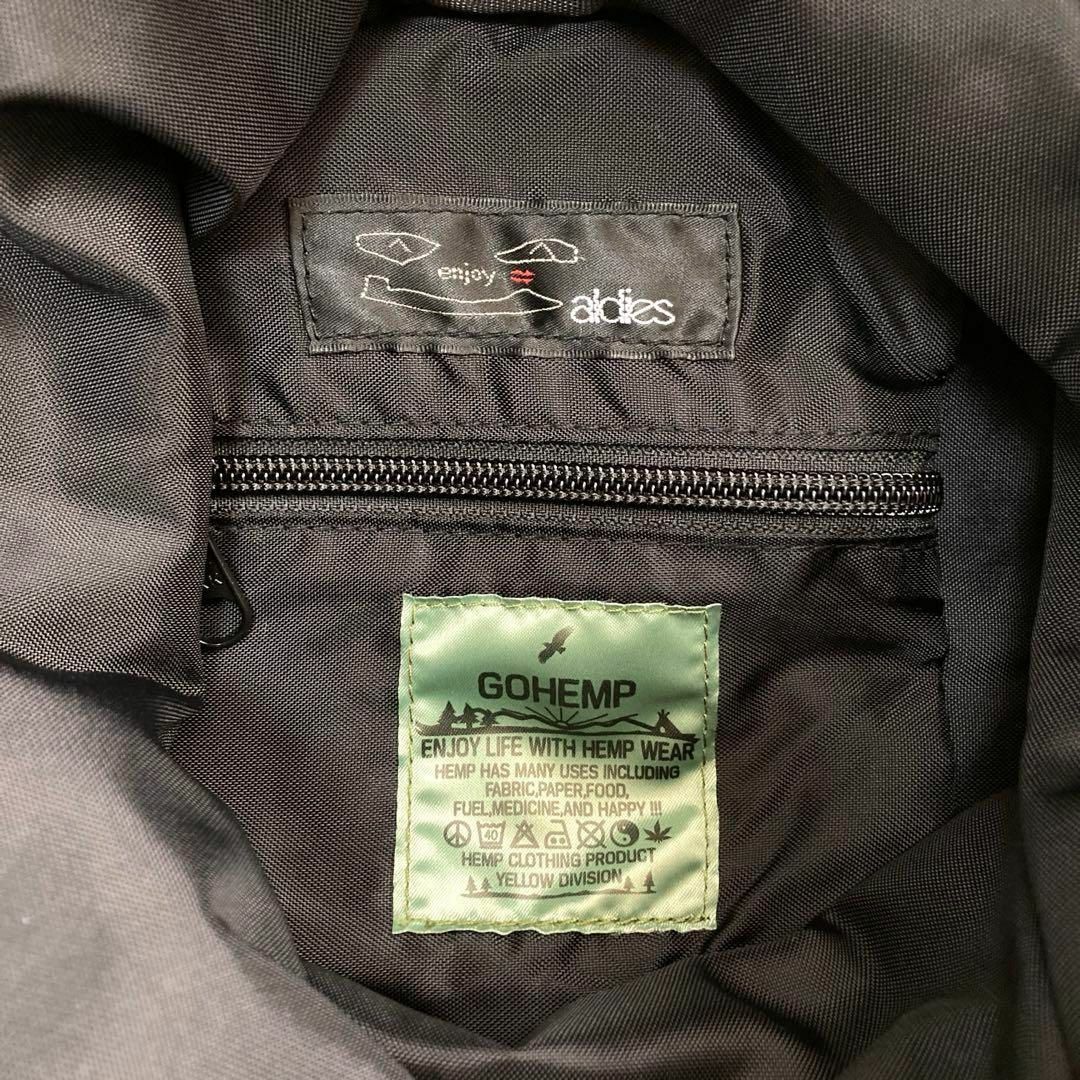 enjoy
aldies
GOHEMP
ENJOY LIFE WITH HEMP WEAR
HEMP HAS MANY USES INCLUDING
FABRIC,PAPER,FOOD,
FUEL,MEDICINE,AND HAPPY !!!
40
HEMP CLOTHING PRODUCT
YELLOW DIVISION